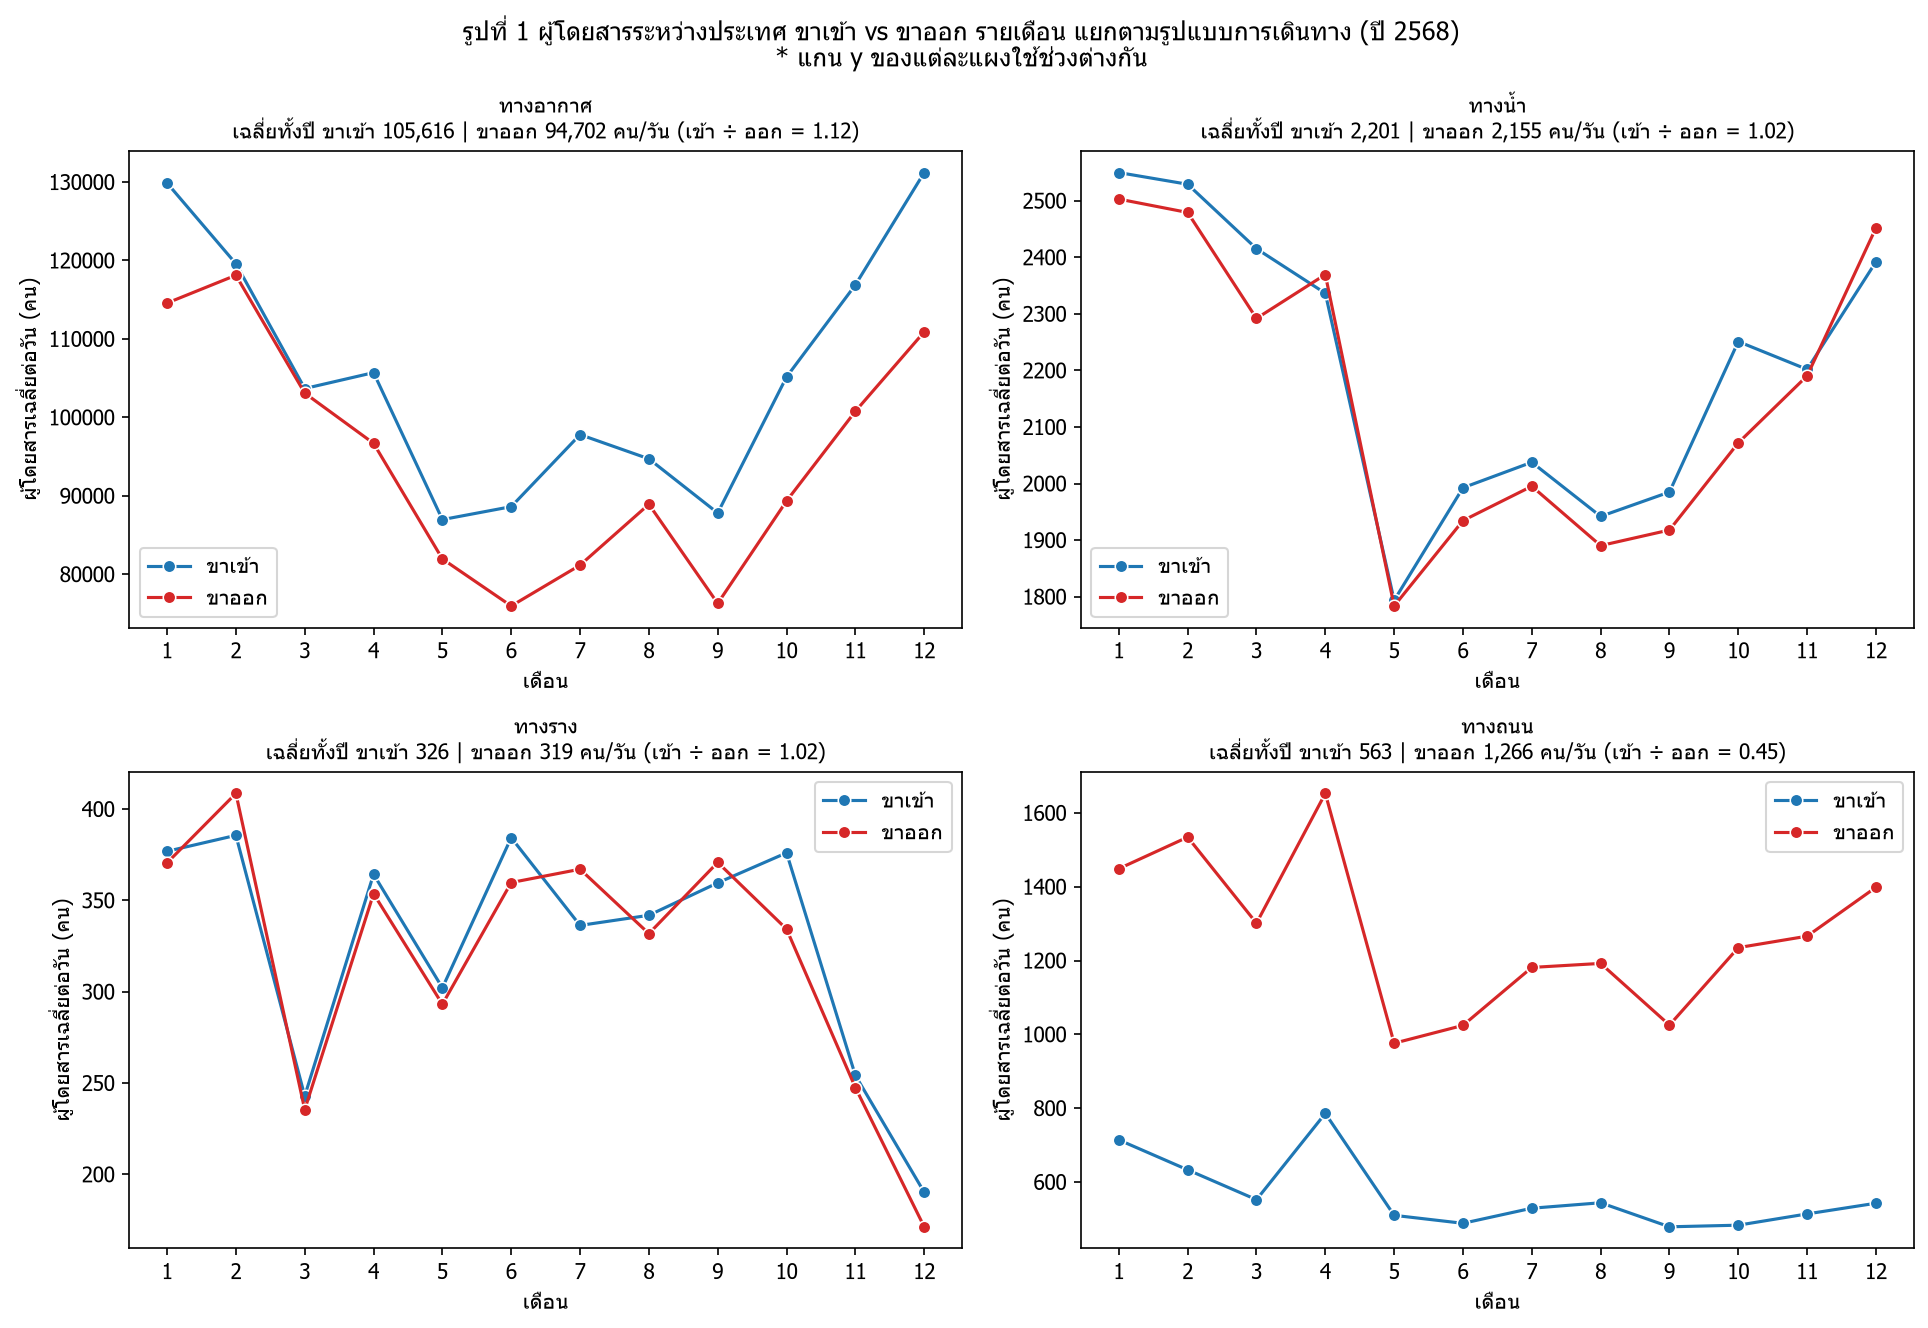 รูปที่ 1 ผู้โดยสารระหว่างประเทศ ขาเข้า vs ขาออก รายเดือน แยกตามรูปแบบการเดินทาง (ปี 2568)
* แกน y ของแต่ละแผงใช้ช่วงต่างกัน
ทางอากาศ
เฉลี่ยทั้งปี ขาเข้า 105,616 | ขาออก 94,702 คน/วัน (เข้า ÷ ออก = 1.12)
ผู้โดยสารเฉลี่ยต่อวัน (คน)
130000
120000
110000
100000
90000
80000
ขาเข้า
ขาออก
1 2 3 4 5 6 7 8 9 10 11 12
เดือน
ทางน้ำ
เฉลี่ยทั้งปี ขาเข้า 2,201 | ขาออก 2,155 คน/วัน (เข้า ÷ ออก = 1.02)
ผู้โดยสารเฉลี่ยต่อวัน (คน)
2500
2400
2300
2200
2100
2000
1900
1800
ขาเข้า
ขาออก
1 2 3 4 5 6 7 8 9 10 11 12
เดือน
ทางราง
เฉลี่ยทั้งปี ขาเข้า 326 | ขาออก 319 คน/วัน (เข้า ÷ ออก = 1.02)
ผู้โดยสารเฉลี่ยต่อวัน (คน)
400
350
300
250
200
ขาเข้า
ขาออก
1 2 3 4 5 6 7 8 9 10 11 12
เดือน
ทางถนน
เฉลี่ยทั้งปี ขาเข้า 563 | ขาออก 1,266 คน/วัน (เข้า ÷ ออก = 0.45)
ผู้โดยสารเฉลี่ยต่อวัน (คน)
1600
1400
1200
1000
800
600
ขาเข้า
ขาออก
1 2 3 4 5 6 7 8 9 10 11 12
เดือน